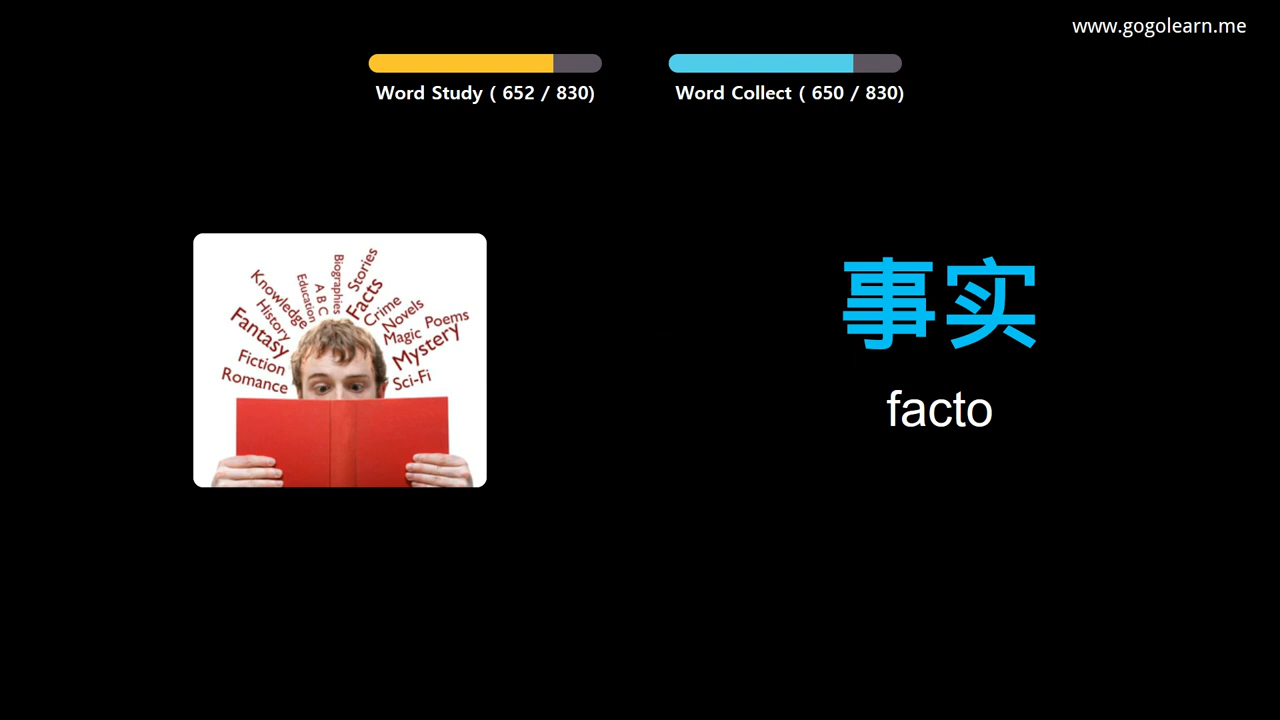 www.gogolearn.me
Word Study ( 652 / 830)
Word Collect ( 650 / 830)
事实
facto
Knowledge
History
Fantasy
Fiction
Romance
Education
A B C
Biographies
Stories
Facts
Crime
Novels
Magic
Poems
Mystery
Sci-Fi